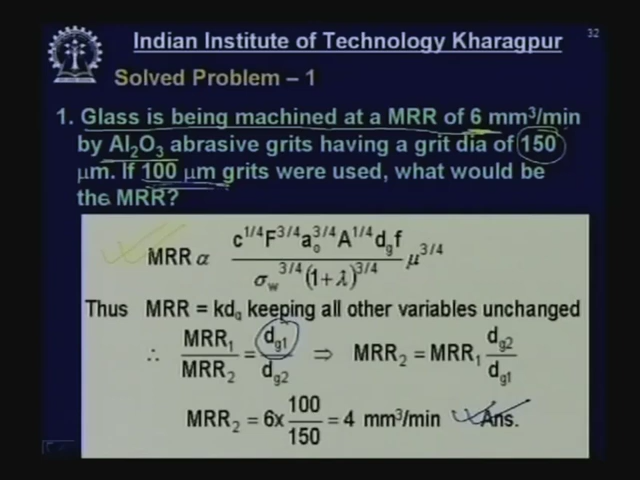 32
Indian Institute of Technology Kharagpur
Solved Problem – 1
1. Glass is being machined at a MRR of 6 mm³/min
by Al₂O₃ abrasive grits having a grit dia of 150
μm. If 100 μm grits were used, what would be
the MRR?
MRR α c^1/4 F^3/4 a₀^3/4 A^1/4 d_g f / σ_w^3/4 (1+λ)^3/4 μ^3/4
Thus MRR = kd_g keeping all other variables unchanged
∴ MRR₁ / MRR₂ = d_g1 / d_g2 ⇒ MRR₂ = MRR₁ d_g2 / d_g1
MRR₂ = 6x 100 / 150 = 4 mm³/min Ans.